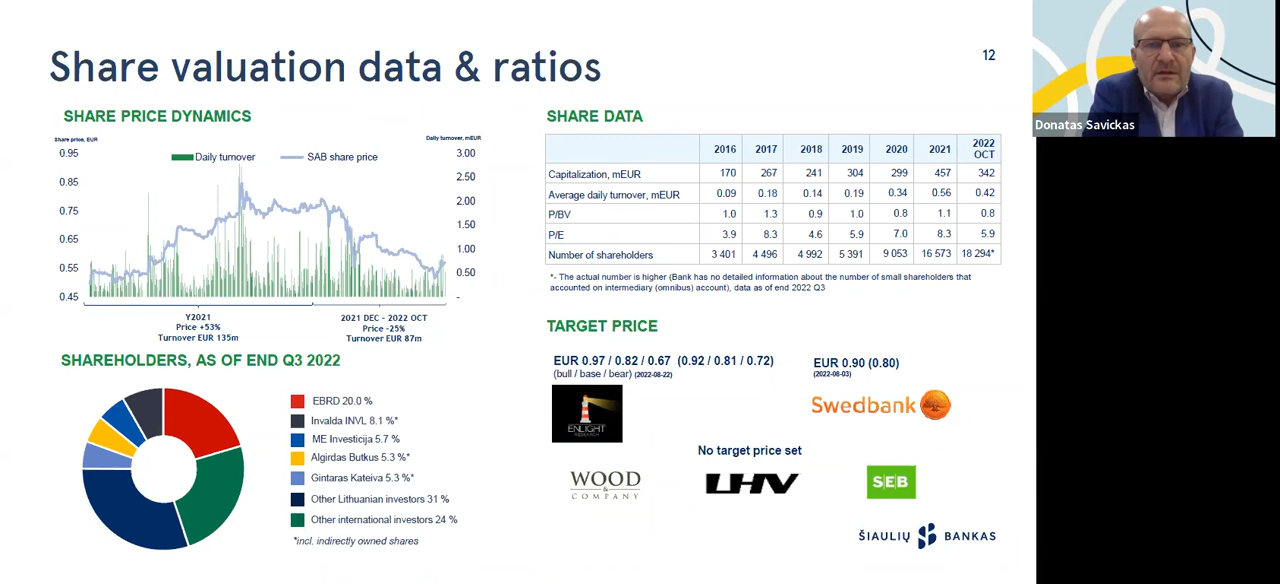 Share valuation data & ratios
12
Donatas Savickas
SHARE PRICE DYNAMICS
Share price, EUR
Daily turnover, mEUR
0.95
0.85
0.75
0.65
0.55
0.45
Daily turnover
SAB share price
3.00
2.50
2.00
1.50
1.00
0.50
-
Y2021
Price +53%
Turnover EUR 135m
2021 DEC - 2022 OCT
Price -25%
Turnover EUR 87m
SHAREHOLDERS, AS OF END Q3 2022
EBRD 20.0 %
Invalda INVL 8.1 %*
ME Investicija 5.7 %
Algirdas Butkus 5.3 %*
Gintaras Kateiva 5.3 %*
Other Lithuanian investors 31 %
Other international investors 24 %
*incl. indirectly owned shares
SHARE DATA
2016 2017 2018 2019 2020 2021 2022 OCT
Capitalization, mEUR 170 267 241 304 299 457 342
Average daily turnover, mEUR 0.09 0.18 0.14 0.19 0.34 0.56 0.42
P/BV 1.0 1.3 0.9 1.0 0.8 1.1 0.8
P/E 3.9 8.3 4.6 5.9 7.0 8.3 5.9
Number of shareholders 3 401 4 496 4 992 5 391 9 053 16 573 18 294*
*- The actual number is higher (Bank has no detailed information about the number of small shareholders that
accounted on intermediary (omnibus) account), data as of end 2022 Q3
TARGET PRICE
EUR 0.97 / 0.82 / 0.67 (0.92 / 0.81 / 0.72)
(bull / base / bear) (2022-08-22)
EUR 0.90 (0.80)
(2022-08-03)
ENLIGHT
RESEARCH
Swedbank
No target price set
WOOD
& COMPANY
LHV
SEB
ŠIAULIŲ BANKAS